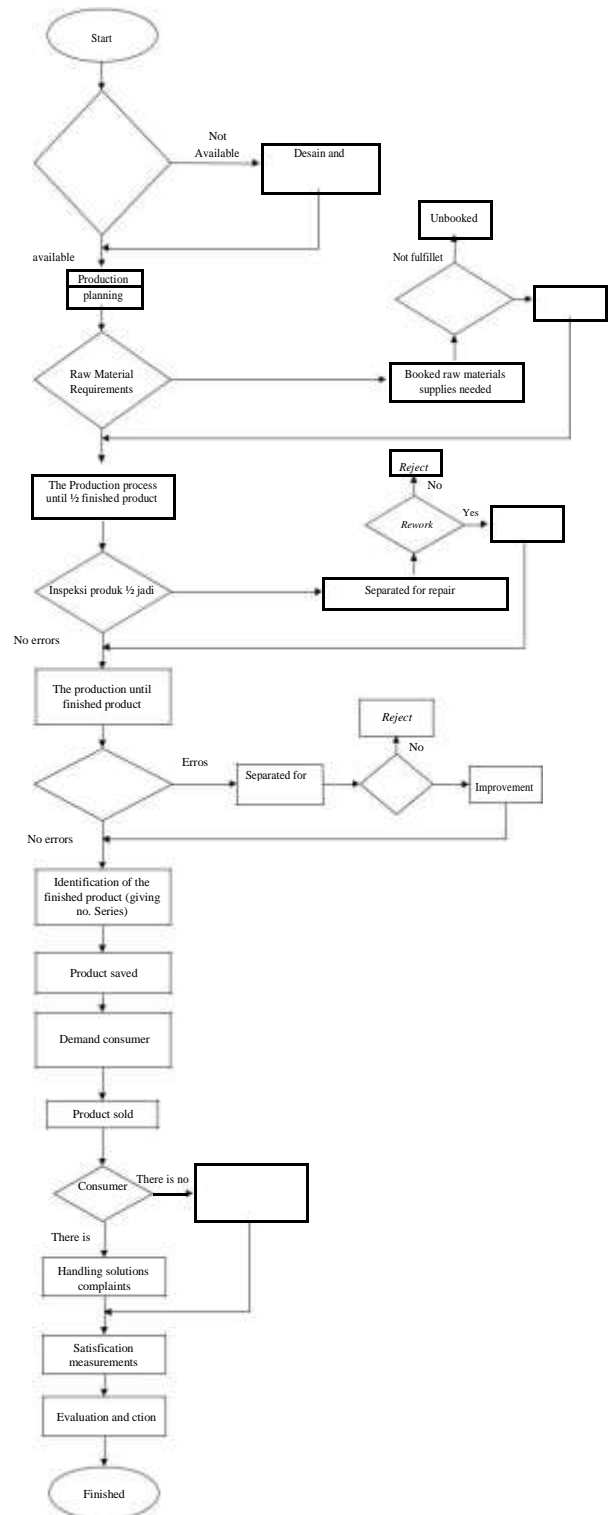 Start
Not
Available
Desain and
available
Production
planning
Unbooked
Not fulfillet
Raw Material
Requirements
Booked raw materials
supplies needed
The Production process
until ½ finished product
Reject
No
Rework
Yes
Inspeksi produk ½ jadi
Separated for repair
No errors
The production until
finished product
Reject
No
Erros
Separated for
Improvement
No errors
Identification of the
finished product (giving
no. Series)
Product saved
Demand consumer
Product sold
Consumer
There is no
There is
Handling solutions
complaints
Satisfication
measurements
Evaluation and ction
Finished